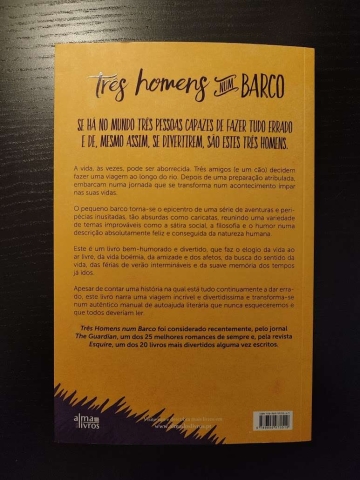 três homens NUM BARCO
SE HÁ NO MUNDO TRÊS PESSOAS CAPAZES DE FAZER TUDO ERRADO
E DE, MESMO ASSIM, SE DIVERTIREM, SÃO ESTES TRÊS HOMENS.
A vida, às vezes, pode ser aborrecida. Três amigos (e um cão) decidem
fazer uma viagem ao longo do rio. Depois de uma preparação atribulada,
embarcam numa jornada que se transforma num acontecimento ímpar
nas suas vidas.
O pequeno barco torna-se o epicentro de uma série de aventuras e peri-
pécias inusitadas, tão absurdas como caricatas, reunindo uma variedade
de temas improváveis como a sátira social, a filosofia e o humor numa
descrição absolutamente feliz e conseguida da natureza humana.
Este é um livro bem-humorado e divertido, que faz o elogio da vida ao
ar livre, da vida boémia, da amizade e dos afetos, da busca do sentido da
vida, das férias de verão intermináveis e da suave memória dos tempos
já idos.
Apesar de contar uma história na qual está tudo continuamente a dar erra-
do, este livro narra uma viagem incrível e divertidíssima e transforma-se
num autêntico manual de autoajuda literária que nunca esqueceremos e
que todos deveriam ler.
Três Homens num Barco foi considerado recentemente, pelo jornal
The Guardian, um dos 25 melhores romances de sempre e, pela revista
Esquire, um dos 20 livros mais divertidos alguma vez escritos.
alma
dos livros